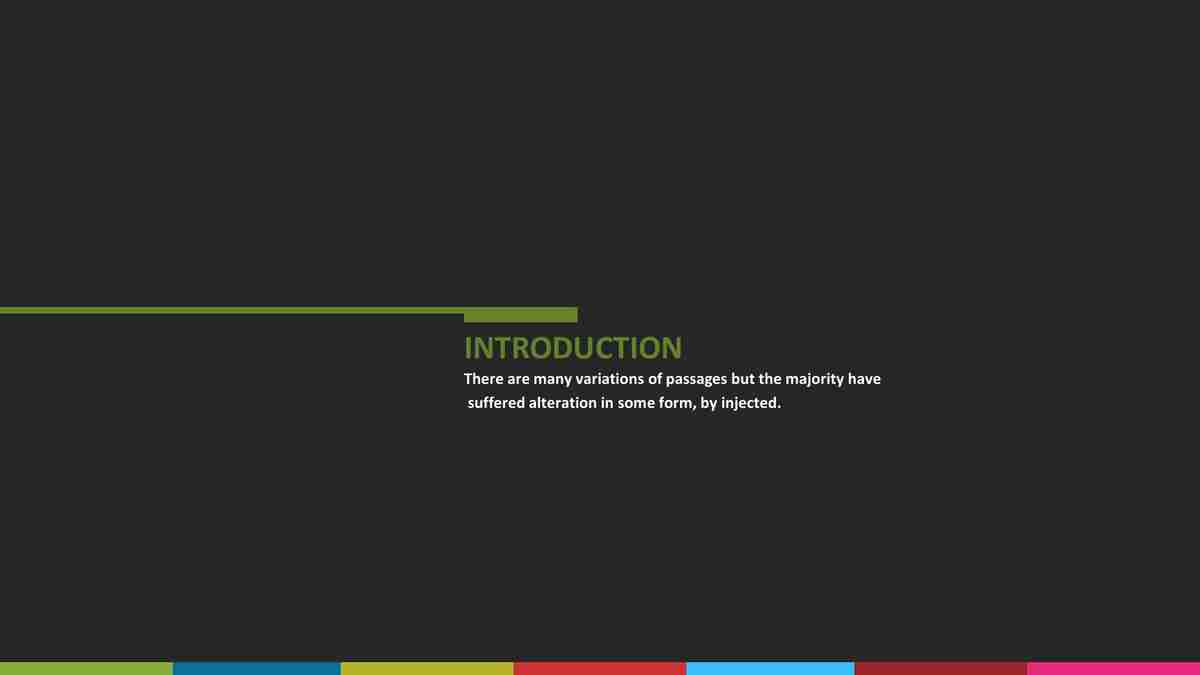 INTRODUCTION
There are many variations of passages but the majority have
suffered alteration in some form, by injected.